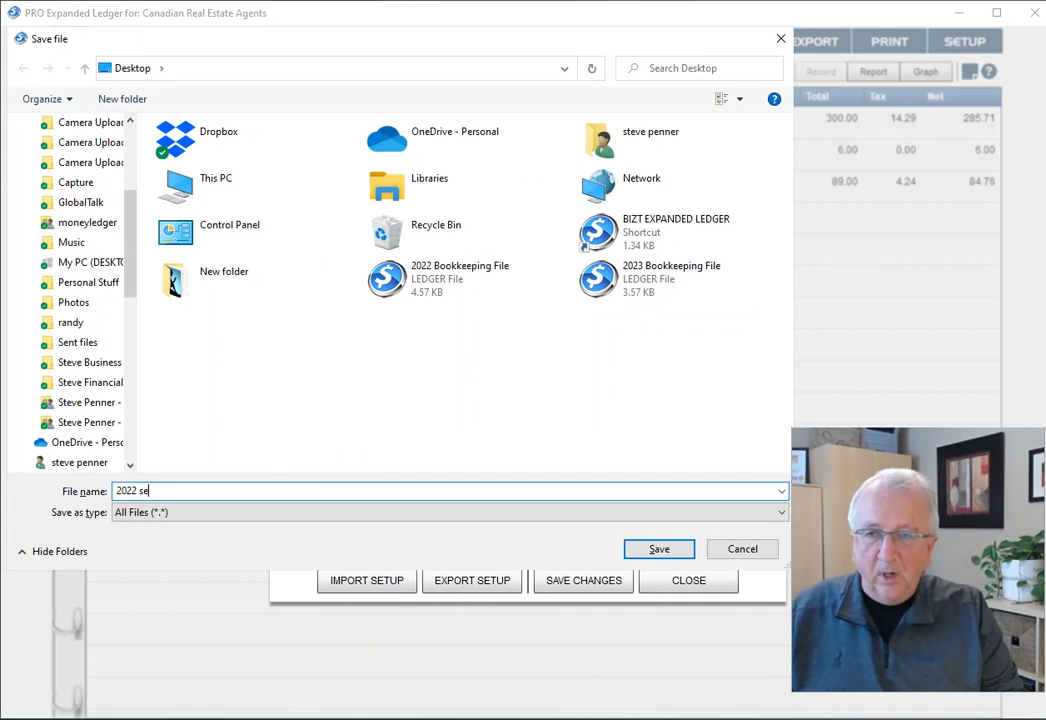 PRO Expanded Ledger for: Canadian Real Estate Agents
Save file
EXPORT PRINT SETUP
Desktop
Search Desktop
Record Report Graph ?
Organize New folder ?
Total Tax Net
300.00 14.29 285.71
6.00 0.00 6.00
89.00 4.24 84.76
Camera Upload
Camera Upload
Camera Upload
Capture
GlobalTalk
moneyledger
Music
My PC (DESKTO
Personal Stuff
Photos
randy
Sent files
Steve Business
Steve Financial
Steve Penner -
Steve Penner -
OneDrive - Perso
steve penner
Dropbox
OneDrive - Personal
steve penner
This PC
Libraries
Network
Control Panel
Recycle Bin
BIZT EXPANDED LEDGER
Shortcut
1.34 KB
New folder
2022 Bookkeeping File
LEDGER File
4.57 KB
2023 Bookkeeping File
LEDGER File
3.57 KB
File name: 2022 se
Save as type: All Files (*.*)
Hide Folders
Save Cancel
IMPORT SETUP EXPORT SETUP SAVE CHANGES CLOSE